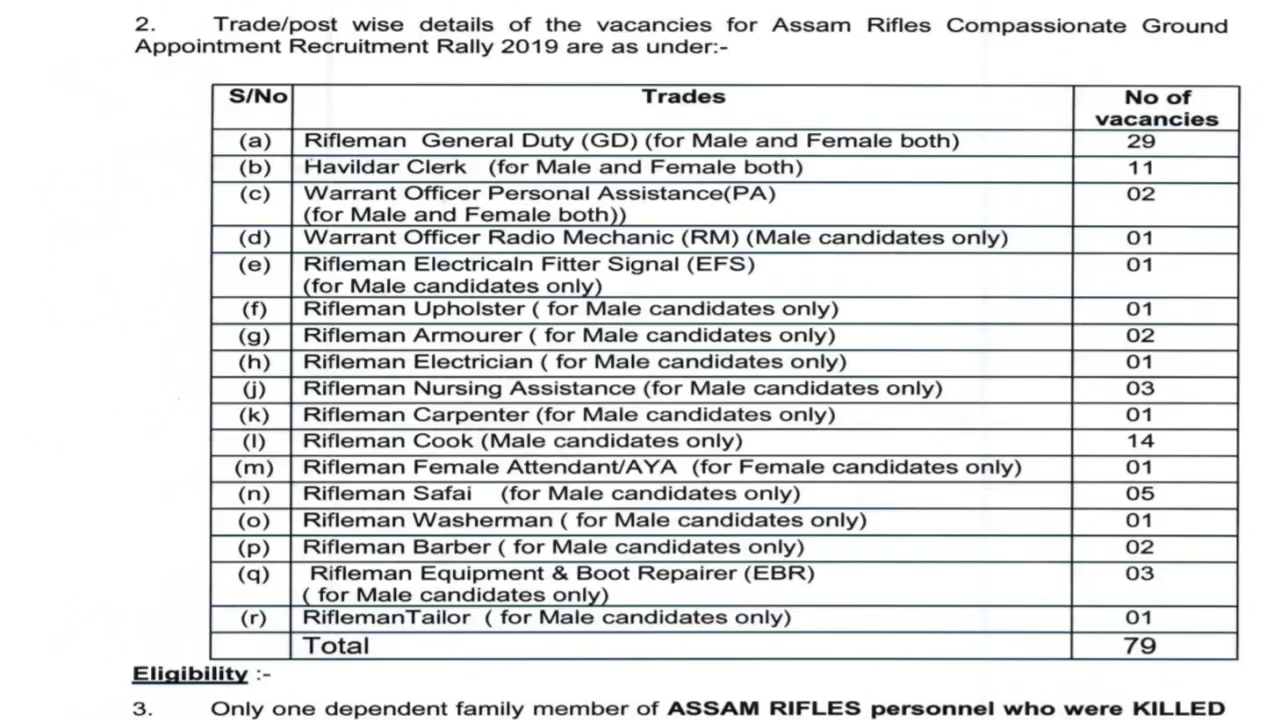 2. Trade/post wise details of the vacancies for Assam Rifles Compassionate Ground
Appointment Recruitment Rally 2019 are as under:-
S/No Trades No of vacancies
(a) Rifleman General Duty (GD) (for Male and Female both) 29
(b) Havildar Clerk (for Male and Female both) 11
(c) Warrant Officer Personal Assistance(PA) 02
(for Male and Female both))
(d) Warrant Officer Radio Mechanic (RM) (Male candidates only) 01
(e) Rifleman Electricaln Fitter Signal (EFS) 01
(for Male candidates only)
(f) Rifleman Upholster ( for Male candidates only) 01
(g) Rifleman Armourer ( for Male candidates only) 02
(h) Rifleman Electrician ( for Male candidates only) 01
(j) Rifleman Nursing Assistance (for Male candidates only) 03
(k) Rifleman Carpenter (for Male candidates only) 01
(l) Rifleman Cook (Male candidates only) 14
(m) Rifleman Female Attendant/AYA (for Female candidates only) 01
(n) Rifleman Safai (for Male candidates only) 05
(o) Rifleman Washerman ( for Male candidates only) 01
(p) Rifleman Barber ( for Male candidates only) 02
(q) Rifleman Equipment & Boot Repairer (EBR) 03
( for Male candidates only)
(r) RiflemanTailor ( for Male candidates only) 01
Total 79
Eligibility :-
3. Only one dependent family member of ASSAM RIFLES personnel who were KILLED